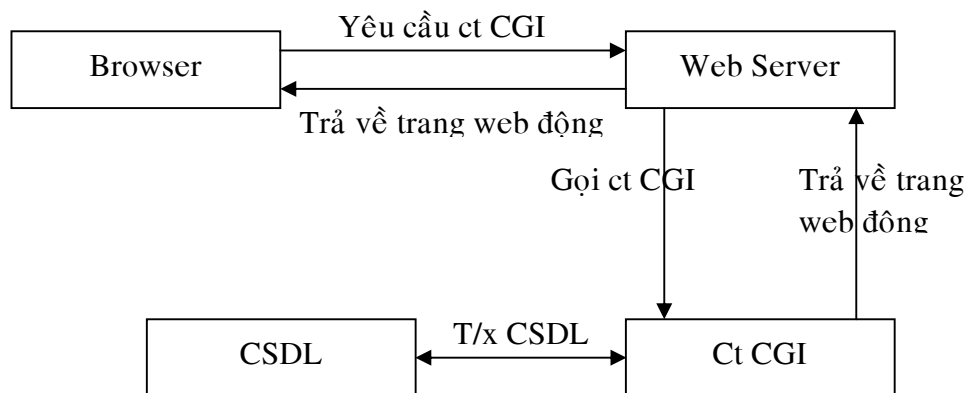 Yêu cầu ct CGI
Browser
Web Server
Trả về trang web động
Gọi ct CGI
Trả về trang
web đông
T/x CSDL
CSDL
Ct CGI